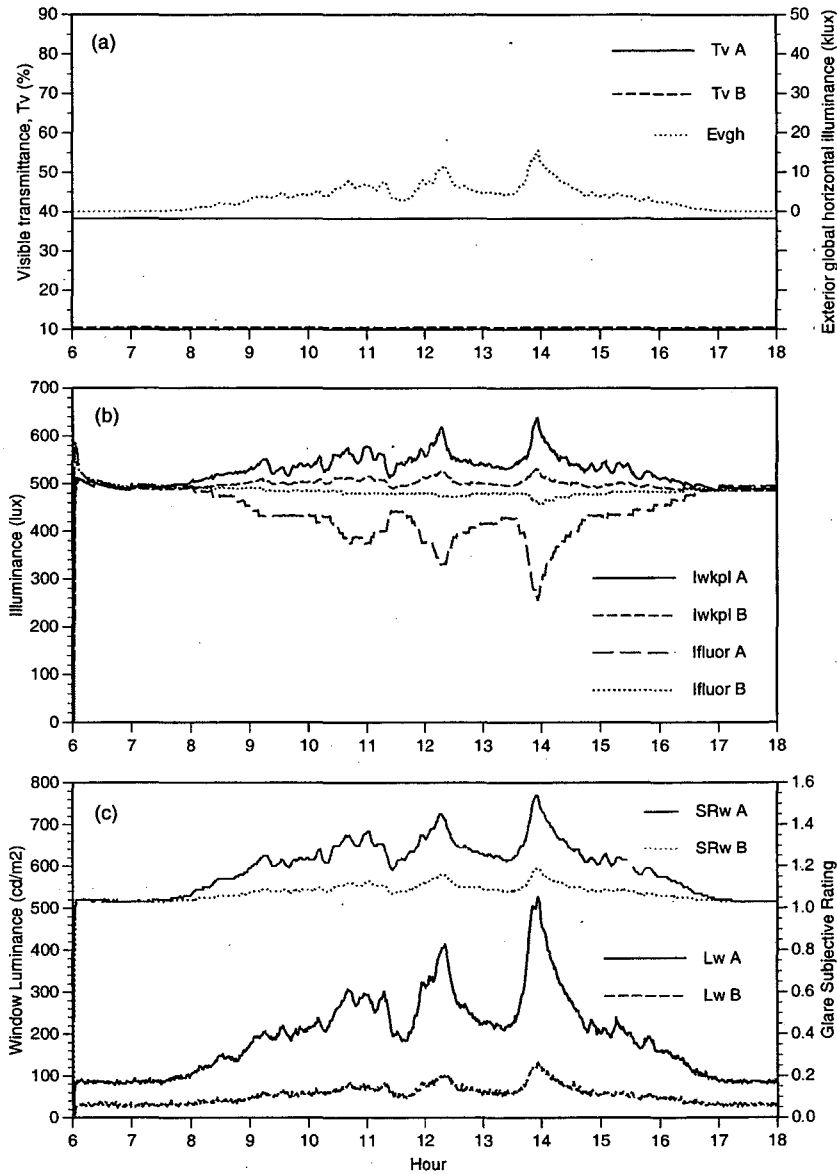 (a)
Visible transmittance, Tv (%)
90
80
70
60
50
40
30
20
10
Tv A
Tv B
Evgh
50
40
30
20
10
0
Exterior global horizontal illuminance (klux)
6 7 8 9 10 11 12 13 14 15 16 17 18
(b)
Illuminance (lux)
700
600
500
400
300
200
100
0
Iwkpl A
Iwkpl B
Ifluor A
Ifluor B
6 7 8 9 10 11 12 13 14 15 16 17 18
(c)
Window Luminance (cd/m2)
800
700
600
500
400
300
200
100
0
SRw A
SRw B
Lw A
Lw B
1.6
1.4
1.2
1.0
0.8
0.6
0.4
0.2
0.0
Glare Subjective Rating
6 7 8 9 10 11 12 13 14 15 16 17 18
Hour